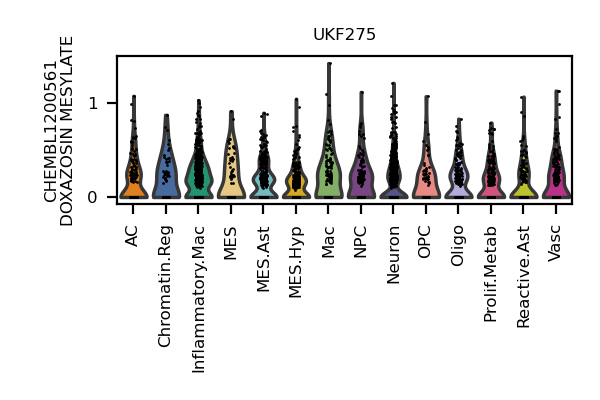 UKF275
CHEMBL1200561
DOXAZOSIN MESYLATE
1
0
AC
Chromatin.Reg
Inflammatory.Mac
MES
MES.Ast
MES.Hyp
Mac
NPC
Neuron
OPC
Oligo
Prolif.Metab
Reactive.Ast
Vasc